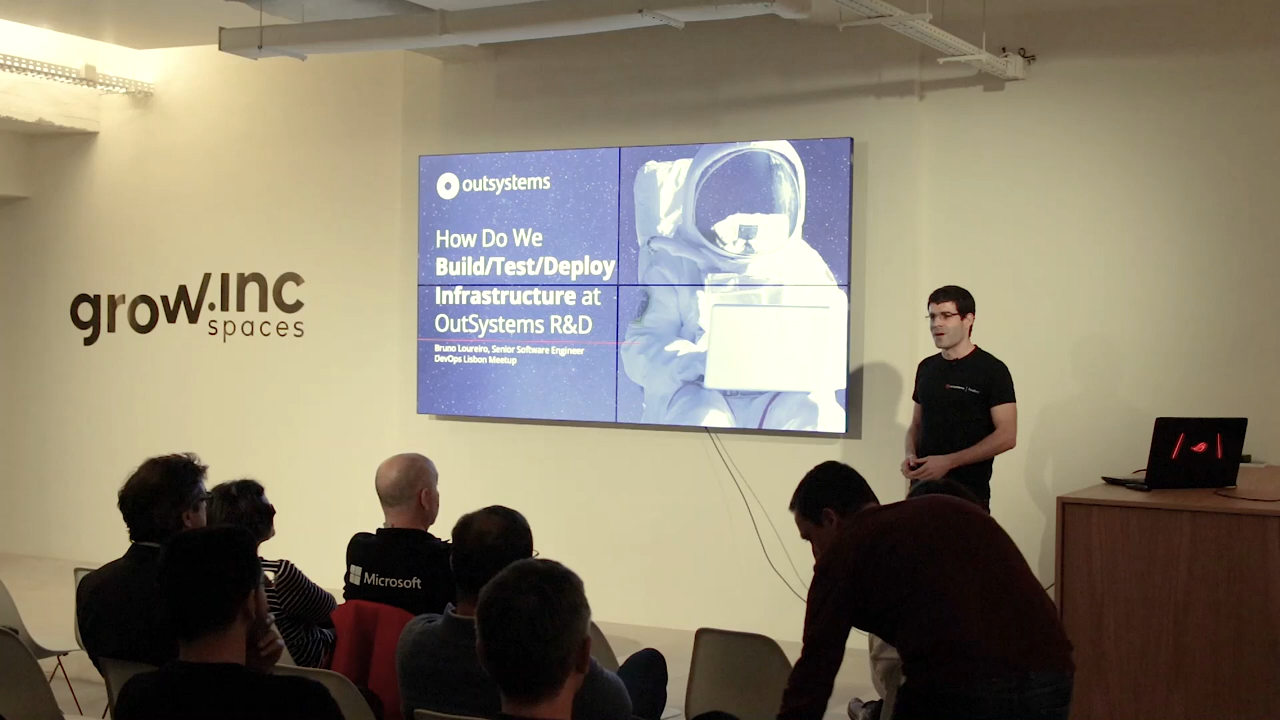 outsystems
How Do We
Build/Test/Deploy
Infrastructure at
OutSystems R&D
Bruno Loureiro, Senior Software Engineer
DevOps Lisbon Meetup
grow.inc
spaces
Microsoft